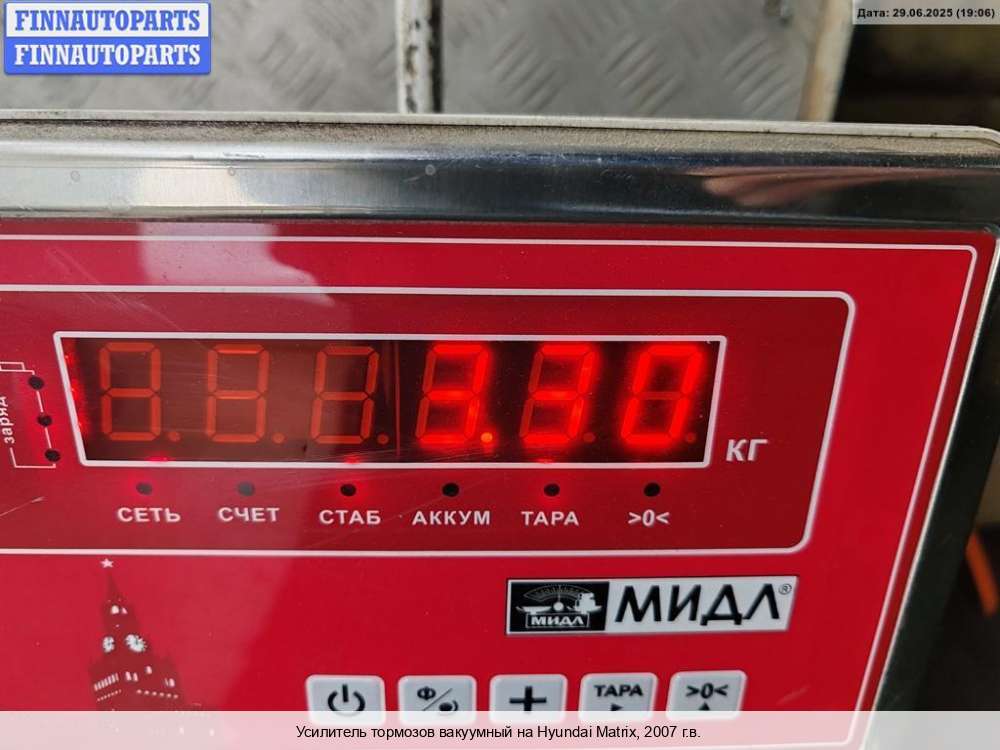 FINNAUTOPARTS
FINNAUTOPARTS
Дата: 29.06.2025 (19:06)
3.30
КГ
заряд
СЕТЬ СЧЕТ СТАБ АККУМ ТАРА >0<
МИДЛ МИДЛ®
Ф
ТАРА >0<
Усилитель тормозов вакуумный на Hyundai Matrix, 2007 г.в.